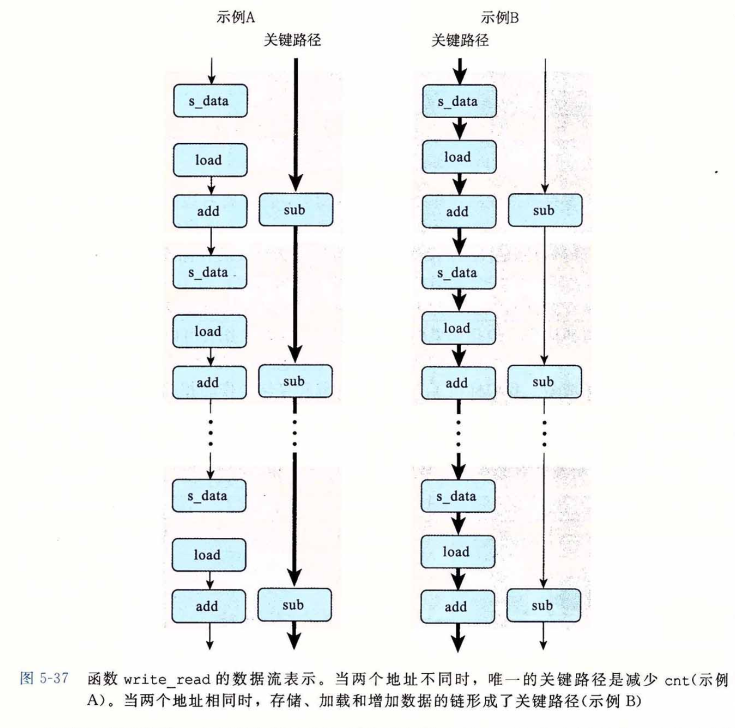 示例A
关键路径
s_data
load
add
sub
s_data
load
add
sub
s_data
load
add
sub
示例B
关键路径
s_data
load
add
sub
s_data
load
add
sub
s_data
load
add
sub
图 5-37 函数 write_read 的数据流表示。当两个地址不同时，唯一的关键路径是减少 cnt(示例
A)。当两个地址相同时，存储、加载和增加数据的链形成了关键路径(示例 B)